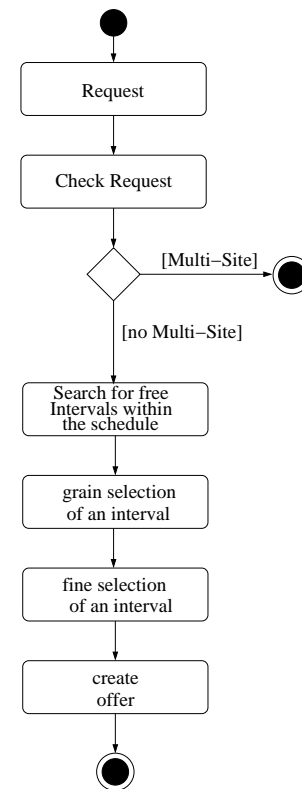 Request
Check Request
[Multi−Site]
[no Multi−Site]
Search for free
Intervals within
the schedule
grain selection
of an interval
fine selection
of an interval
create
offer